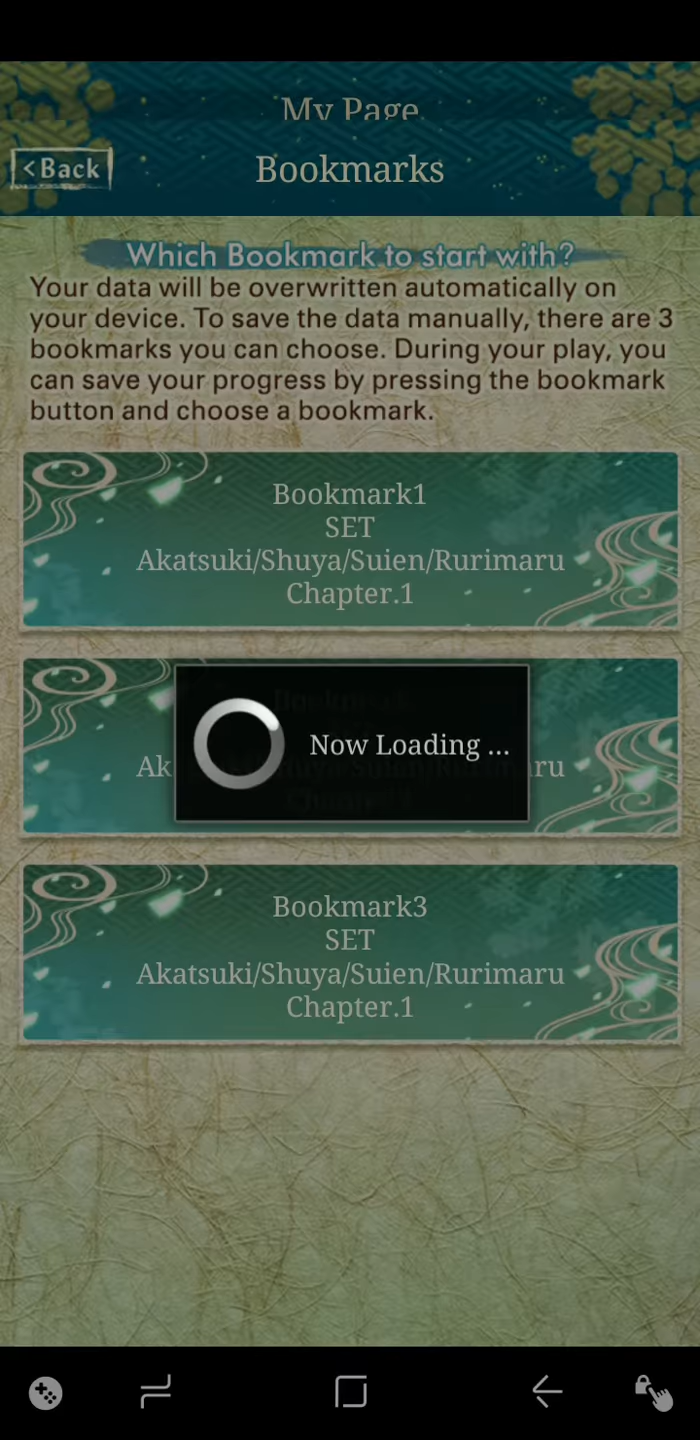 My Page
<Back
Bookmarks
Which Bookmark to start with?
Your data will be overwritten automatically on
your device. To save the data manually, there are 3
bookmarks you can choose. During your play, you
can save your progress by pressing the bookmark
button and choose a bookmark.
Bookmark1
SET
Akatsuki/Shuya/Suien/Rurimaru
Chapter.1
Now Loading ...
Bookmark3
SET
Akatsuki/Shuya/Suien/Rurimaru
Chapter.1